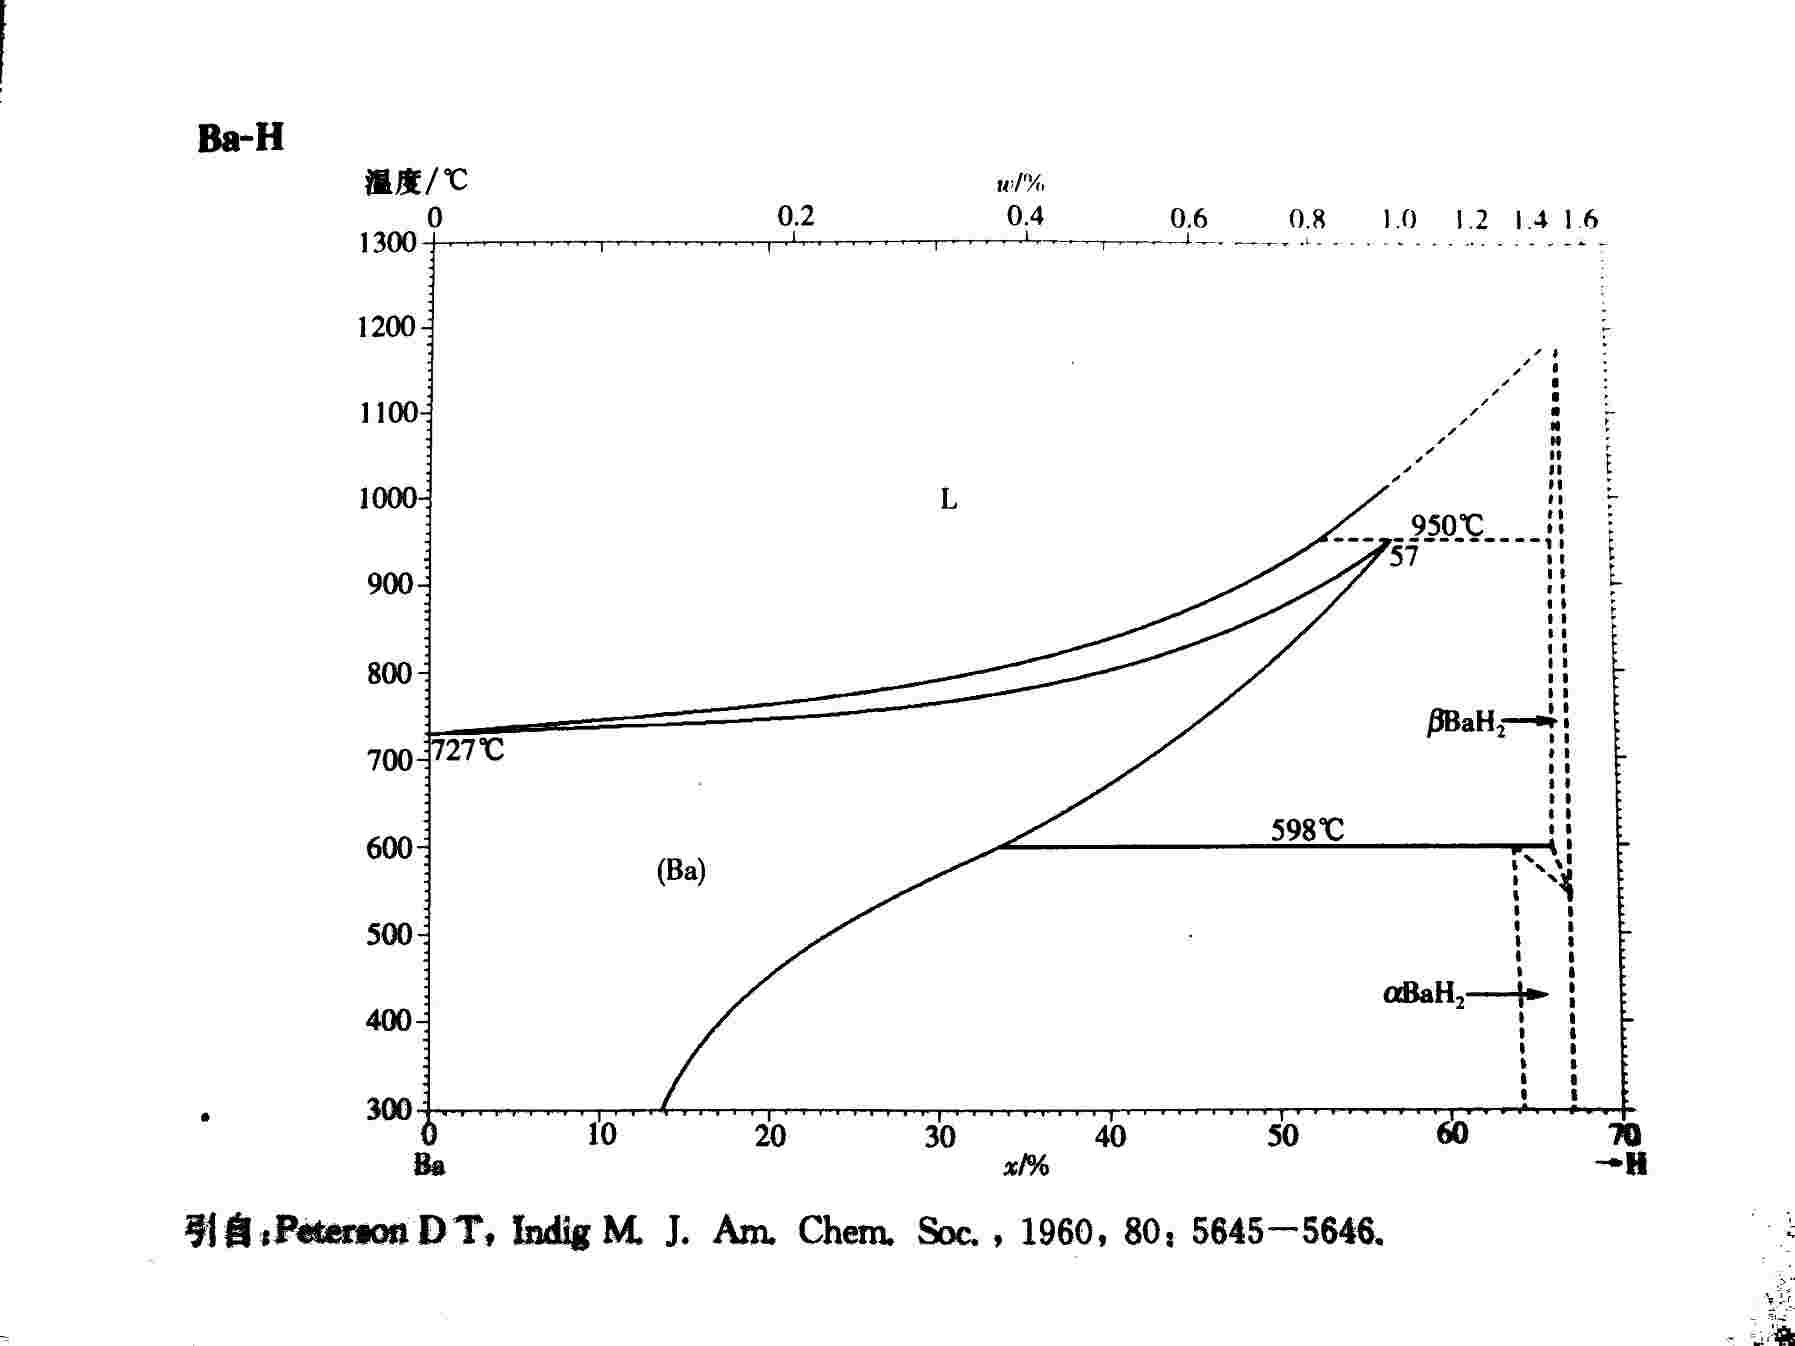 Ba-H
温度/℃
w/%
0 0.2 0.4 0.6 0.8 1.0 1.2 1.4 1.6
1300
1200
1100
1000
L
950℃
57
900
800
βBaH₂
727℃
700
598℃
600
(Ba)
500
αBaH₂
400
300
0 10 20 30 40 50 60 70
Ba x/% →H
引自:Peterson D T, Indig M. J. Am. Chem. Soc., 1960, 80: 5645—5646.